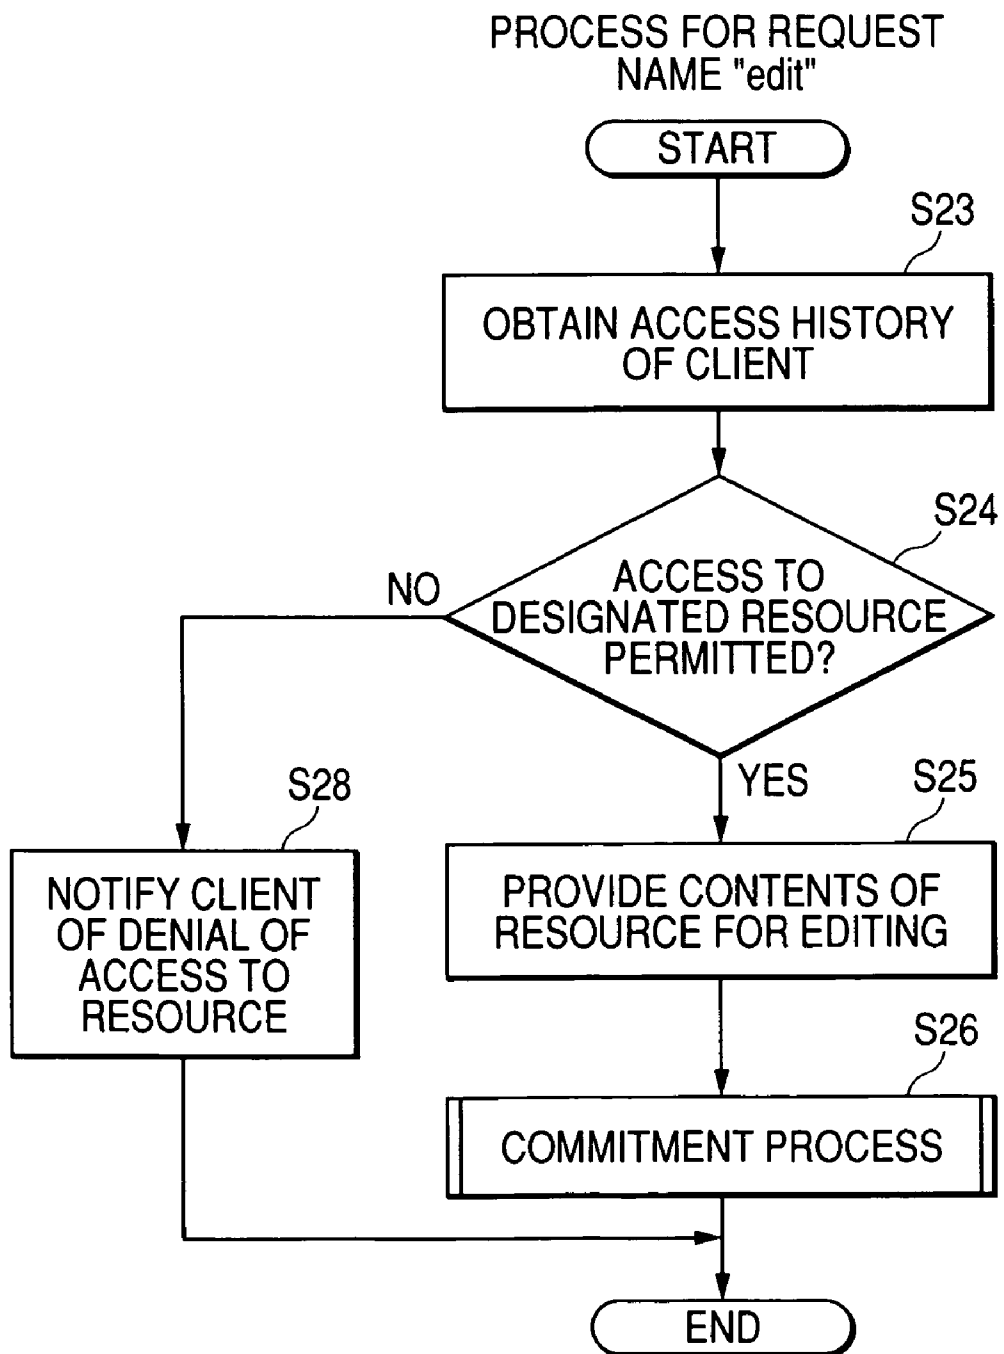 PROCESS FOR REQUEST
NAME "edit"
START
S23
OBTAIN ACCESS HISTORY
OF CLIENT
S24
ACCESS TO
DESIGNATED RESOURCE
PERMITTED?
NO
YES
S28
NOTIFY CLIENT
OF DENIAL OF
ACCESS TO
RESOURCE
S25
PROVIDE CONTENTS OF
RESOURCE FOR EDITING
S26
COMMITMENT PROCESS
END